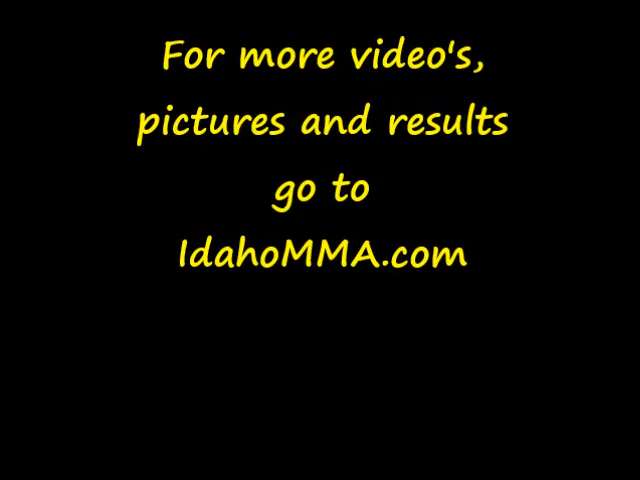 For more video's,
pictures and results
go to
IdahoMMA.com